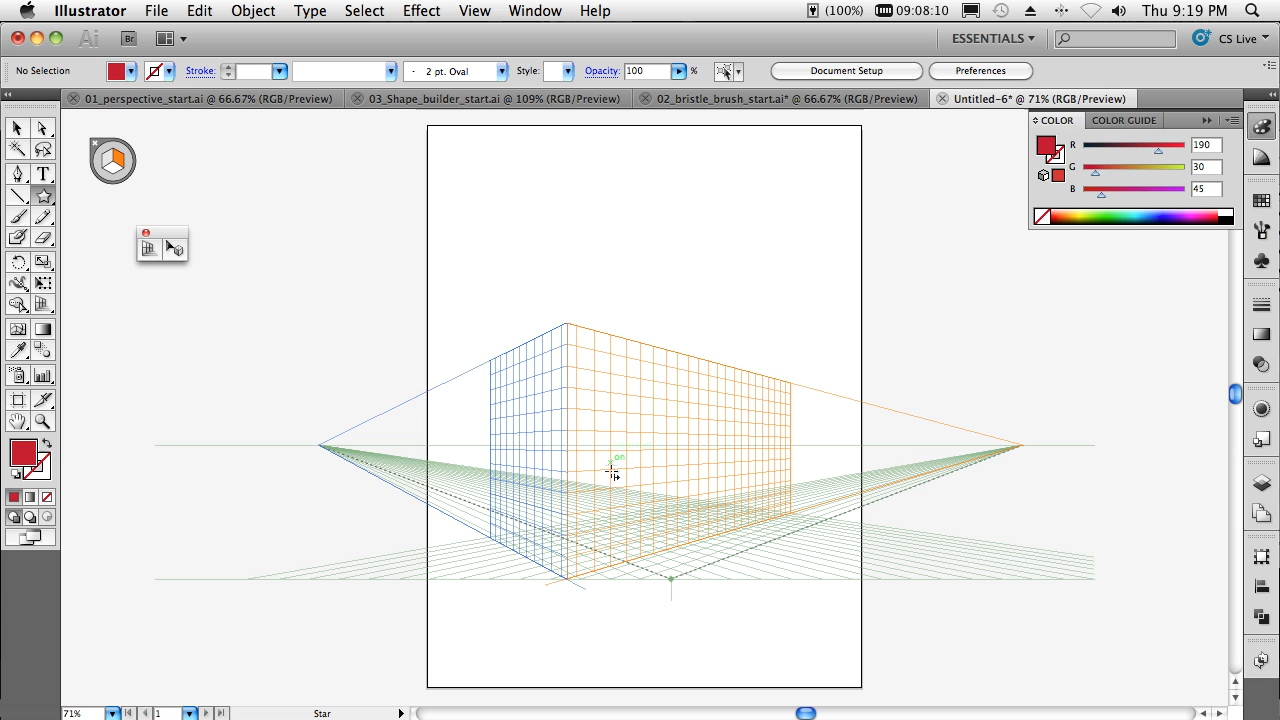 Illustrator File Edit Object Type Select Effect View Window Help (100%) 09:08:10 Thu 9:19 PM
Ai Br ESSENTIALS CS Live
No Selection Stroke: 2 pt. Oval Style: Opacity: 100 % Document Setup Preferences
01_perspective_start.ai @ 66.67% (RGB/Preview) 03_Shape_builder_start.ai @ 109% (RGB/Preview) 02_bristle_brush_start.ai* @ 66.67% (RGB/Preview) Untitled-6* @ 71% (RGB/Preview)
COLOR COLOR GUIDE
R 190
G 30
B 45
T
on
71% 1 Star